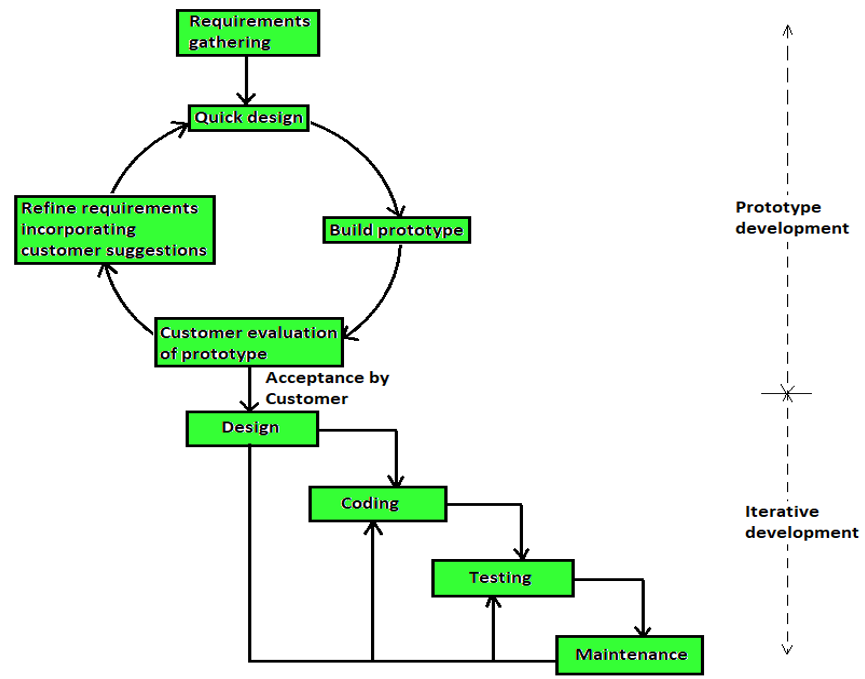 Requirements
gathering
Quick design
Refine requirements
incorporating
customer suggestions
Build prototype
Prototype
development
Customer evaluation
of prototype
Acceptance by
Customer
Design
Coding
Iterative
development
Testing
Maintenance